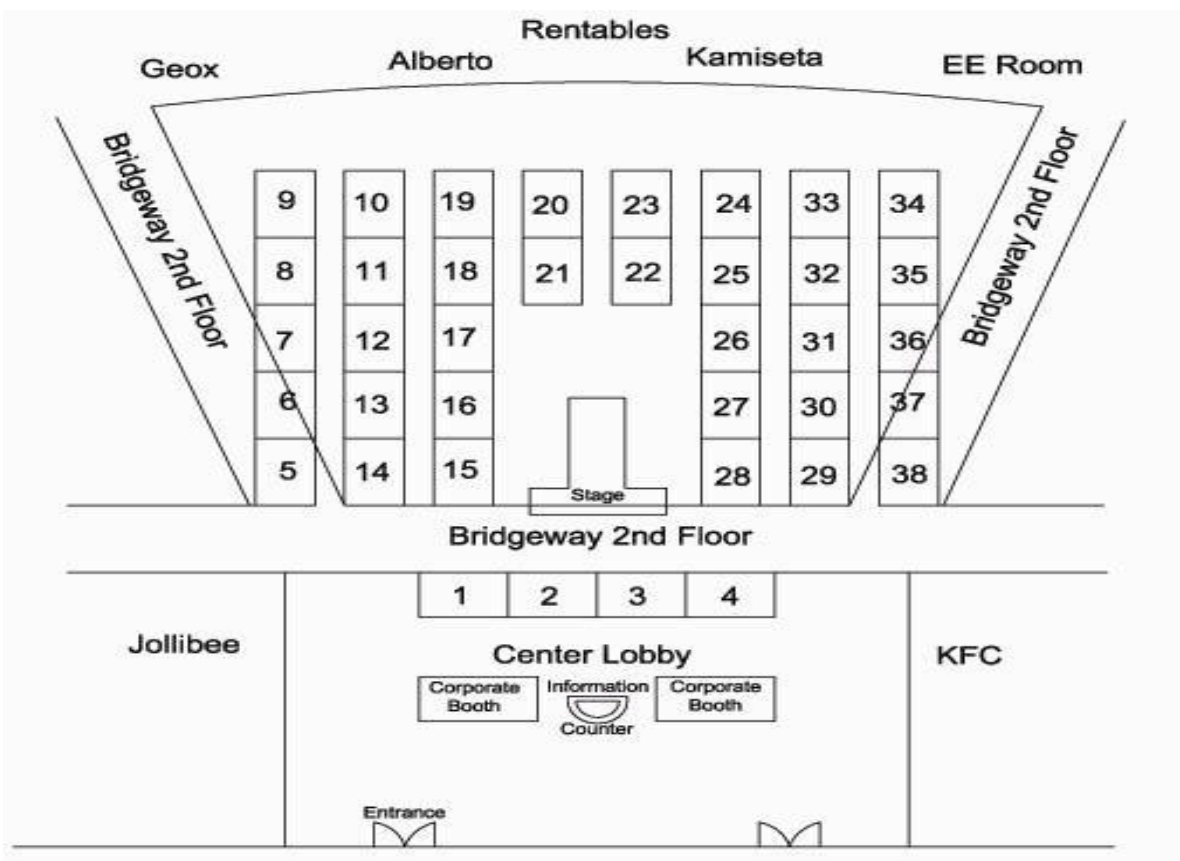 Rentables
Geox
Alberto
Kamiseta
EE Room
Bridgeway 2nd Floor
Bridgeway 2nd Floor
9 10 19 20 23 24 33 34
8 11 18 21 22 25 32 35
7 12 17 26 31 36
6 13 16 27 30 37
5 14 15 28 29 38
Stage
Bridgeway 2nd Floor
1 2 3 4
Jollibee
Center Lobby
KFC
Corporate
Booth
Information
Counter
Corporate
Booth
Entrance